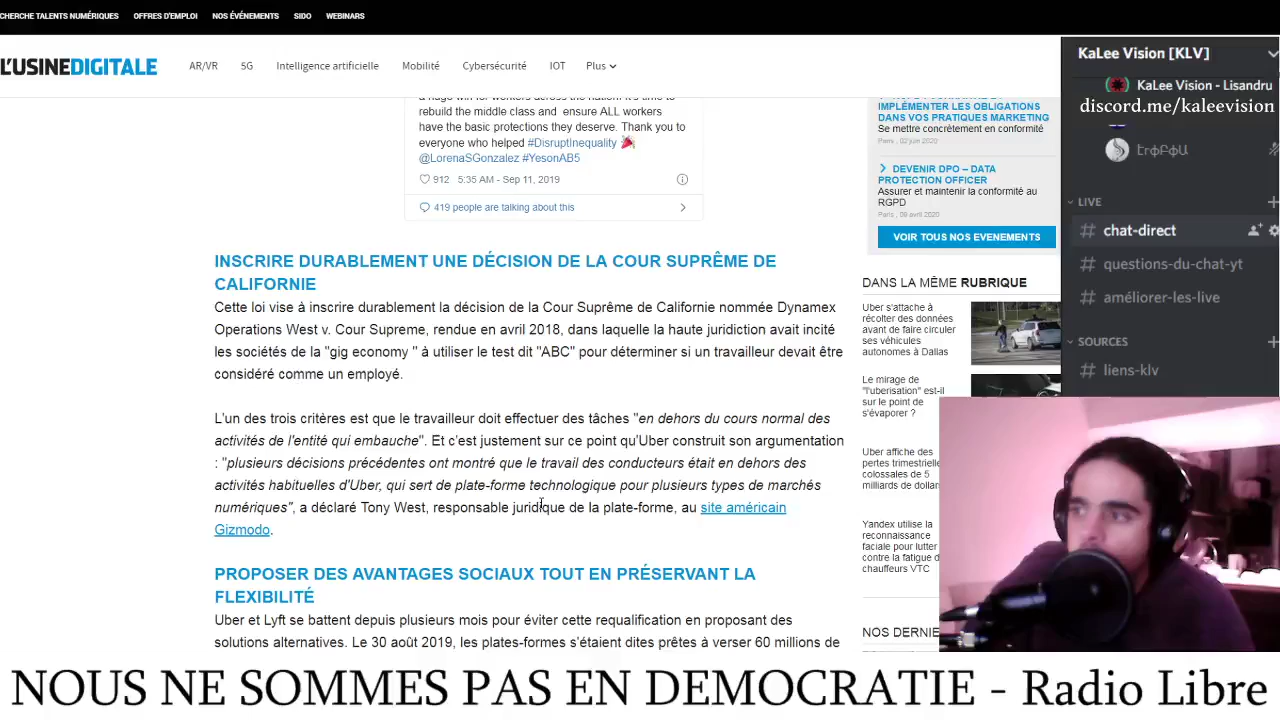 CHERCHE TALENTS NUMÉRIQUES OFFRES D'EMPLOI NOS ÉVÉNEMENTS SIDO WEBINARS
L'USINEDIGITALE AR/VR 5G Intelligence artificielle Mobilité Cybersécurité IOT Plus
rebuild the middle class and ensure ALL workers
have the basic protections they deserve. Thank you to
everyone who helped #DisruptInequality
@LorenaSGonzalez #YesonAB5
912 5:35 AM - Sep 11, 2019
419 people are talking about this
INSCRIRE DURABLEMENT UNE DÉCISION DE LA COUR SUPRÊME DE
CALIFORNIE
Cette loi vise à inscrire durablement la décision de la Cour Suprême de Californie nommée Dynamex
Operations West v. Cour Supreme, rendue en avril 2018, dans laquelle la haute juridiction avait incité
les sociétés de la "gig economy " à utiliser le test dit "ABC" pour déterminer si un travailleur devait être
considéré comme un employé.
L'un des trois critères est que le travailleur doit effectuer des tâches "en dehors du cours normal des
activités de l'entité qui embauche". Et c'est justement sur ce point qu'Uber construit son argumentation
: "plusieurs décisions précédentes ont montré que le travail des conducteurs était en dehors des
activités habituelles d'Uber, qui sert de plate-forme technologique pour plusieurs types de marchés
numériques", a déclaré Tony West, responsable juridique de la plate-forme, au site américain
Gizmodo.
PROPOSER DES AVANTAGES SOCIAUX TOUT EN PRÉSERVANT LA
FLEXIBILITÉ
Uber et Lyft se battent depuis plusieurs mois pour éviter cette requalification en proposant des
solutions alternatives. Le 30 août 2019, les plates-formes s'étaient dites prêtes à verser 60 millions de
IMPLÉMENTER LES OBLIGATIONS
DANS VOS PRATIQUES MARKETING
Se mettre concrètement en conformité
Paris , 02 juin 2020
DEVENIR DPO – DATA
PROTECTION OFFICER
Assurer et maintenir la conformité au
RGPD
Paris , 09 avril 2020
VOIR TOUS NOS EVENEMENTS
DANS LA MÊME RUBRIQUE
Uber s'attache à
récolter des données
avant de faire circuler
ses véhicules
autonomes à Dallas
Le mirage de
l'"uberisation" est-il
sur le point de
s'évaporer ?
Uber affiche des
pertes trimestrielle
colossales de 5
milliards de dollar
Yandex utilise la
reconnaissance
faciale pour lutter
contre la fatigue d
chauffeurs VTC
NOS DERNIE
KaLee Vision [KLV]
KaLee Vision - Lisandru
discord.me/kaleevision
LIVE
# chat-direct
# questions-du-chat-yt
# améliorer-les-live
SOURCES
# liens-klv
NOUS NE SOMMES PAS EN DEMOCRATIE - Radio Libre